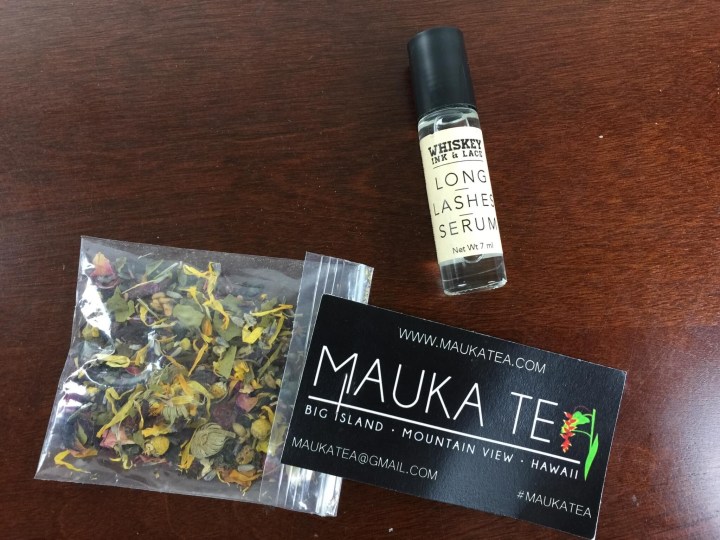 WHISKEY
INK & LACE
LONG
LASHES
SERUM
Net Wt 7 ml
WWW.MAUKATEA.COM
MAUKA TE
BIG ISLAND · MOUNTAIN VIEW · HAWAII
MAUKATEA@GMAIL.COM
#MAUKATEA